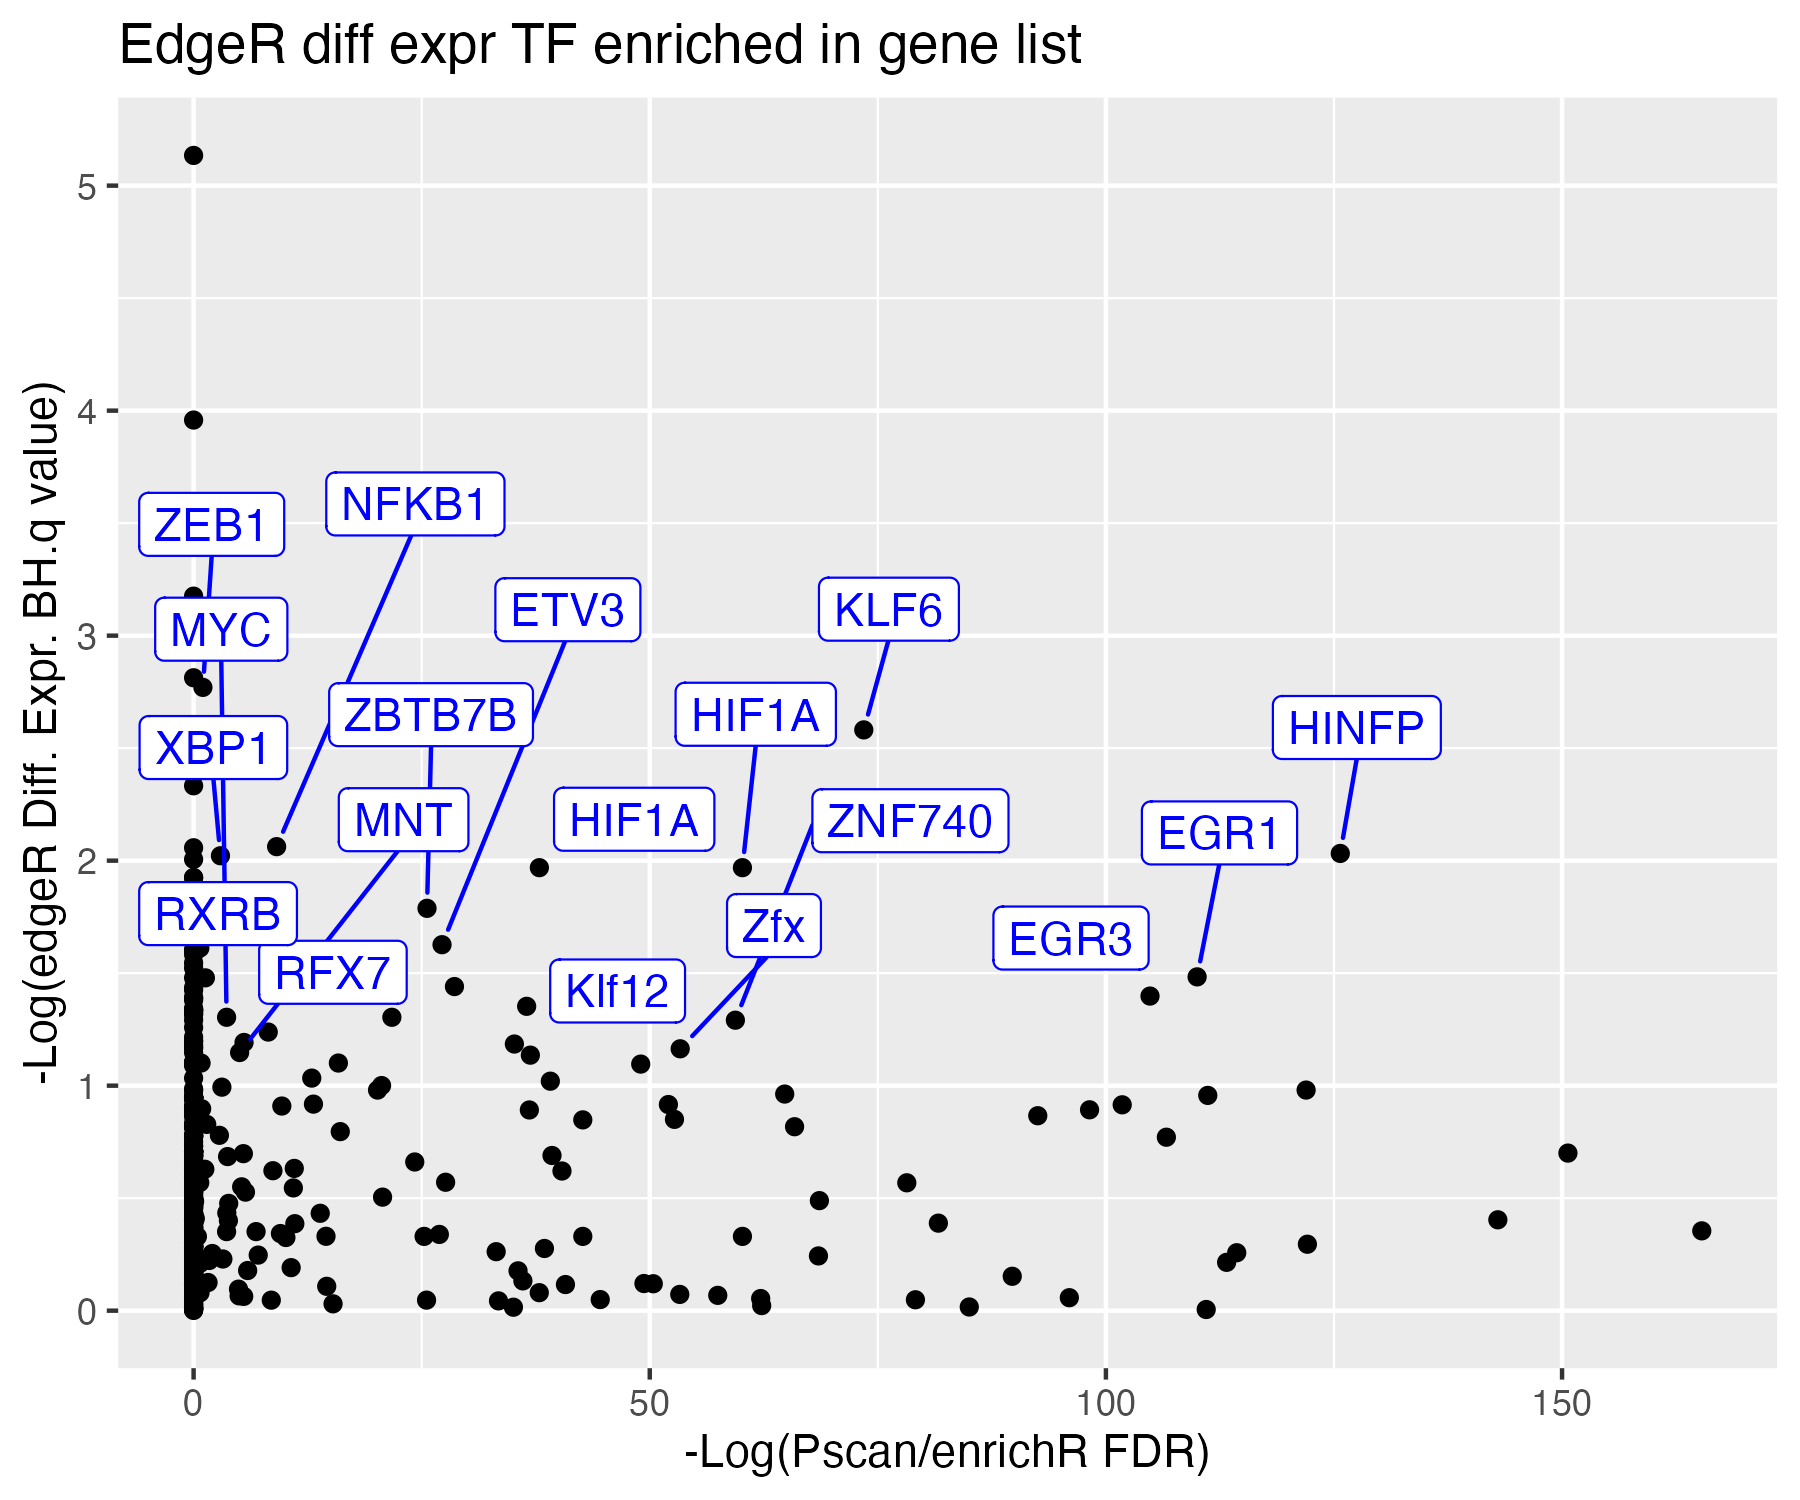 EdgeR diff expr TF enriched in gene list
-Log(edgeR Diff. Expr. BH.q value)
5
4
3
2
1
0
NFKB1
ZEB1
ETV3
KLF6
MYC
ZBTB7B
HIF1A
HINFP
XBP1
MNT
HIF1A
ZNF740
EGR1
RXRB
Zfx
EGR3
RFX7
Klf12
0
50
100
150
-Log(Pscan/enrichR FDR)